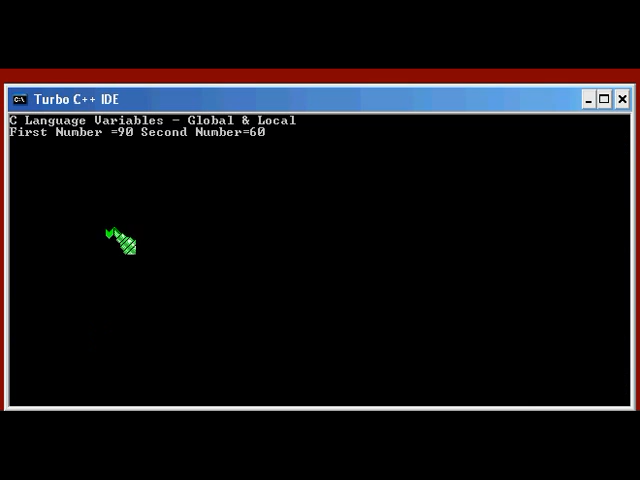 C:\
Turbo C++ IDE
C Language Variables - Global & Local
First Number =90 Second Number=60